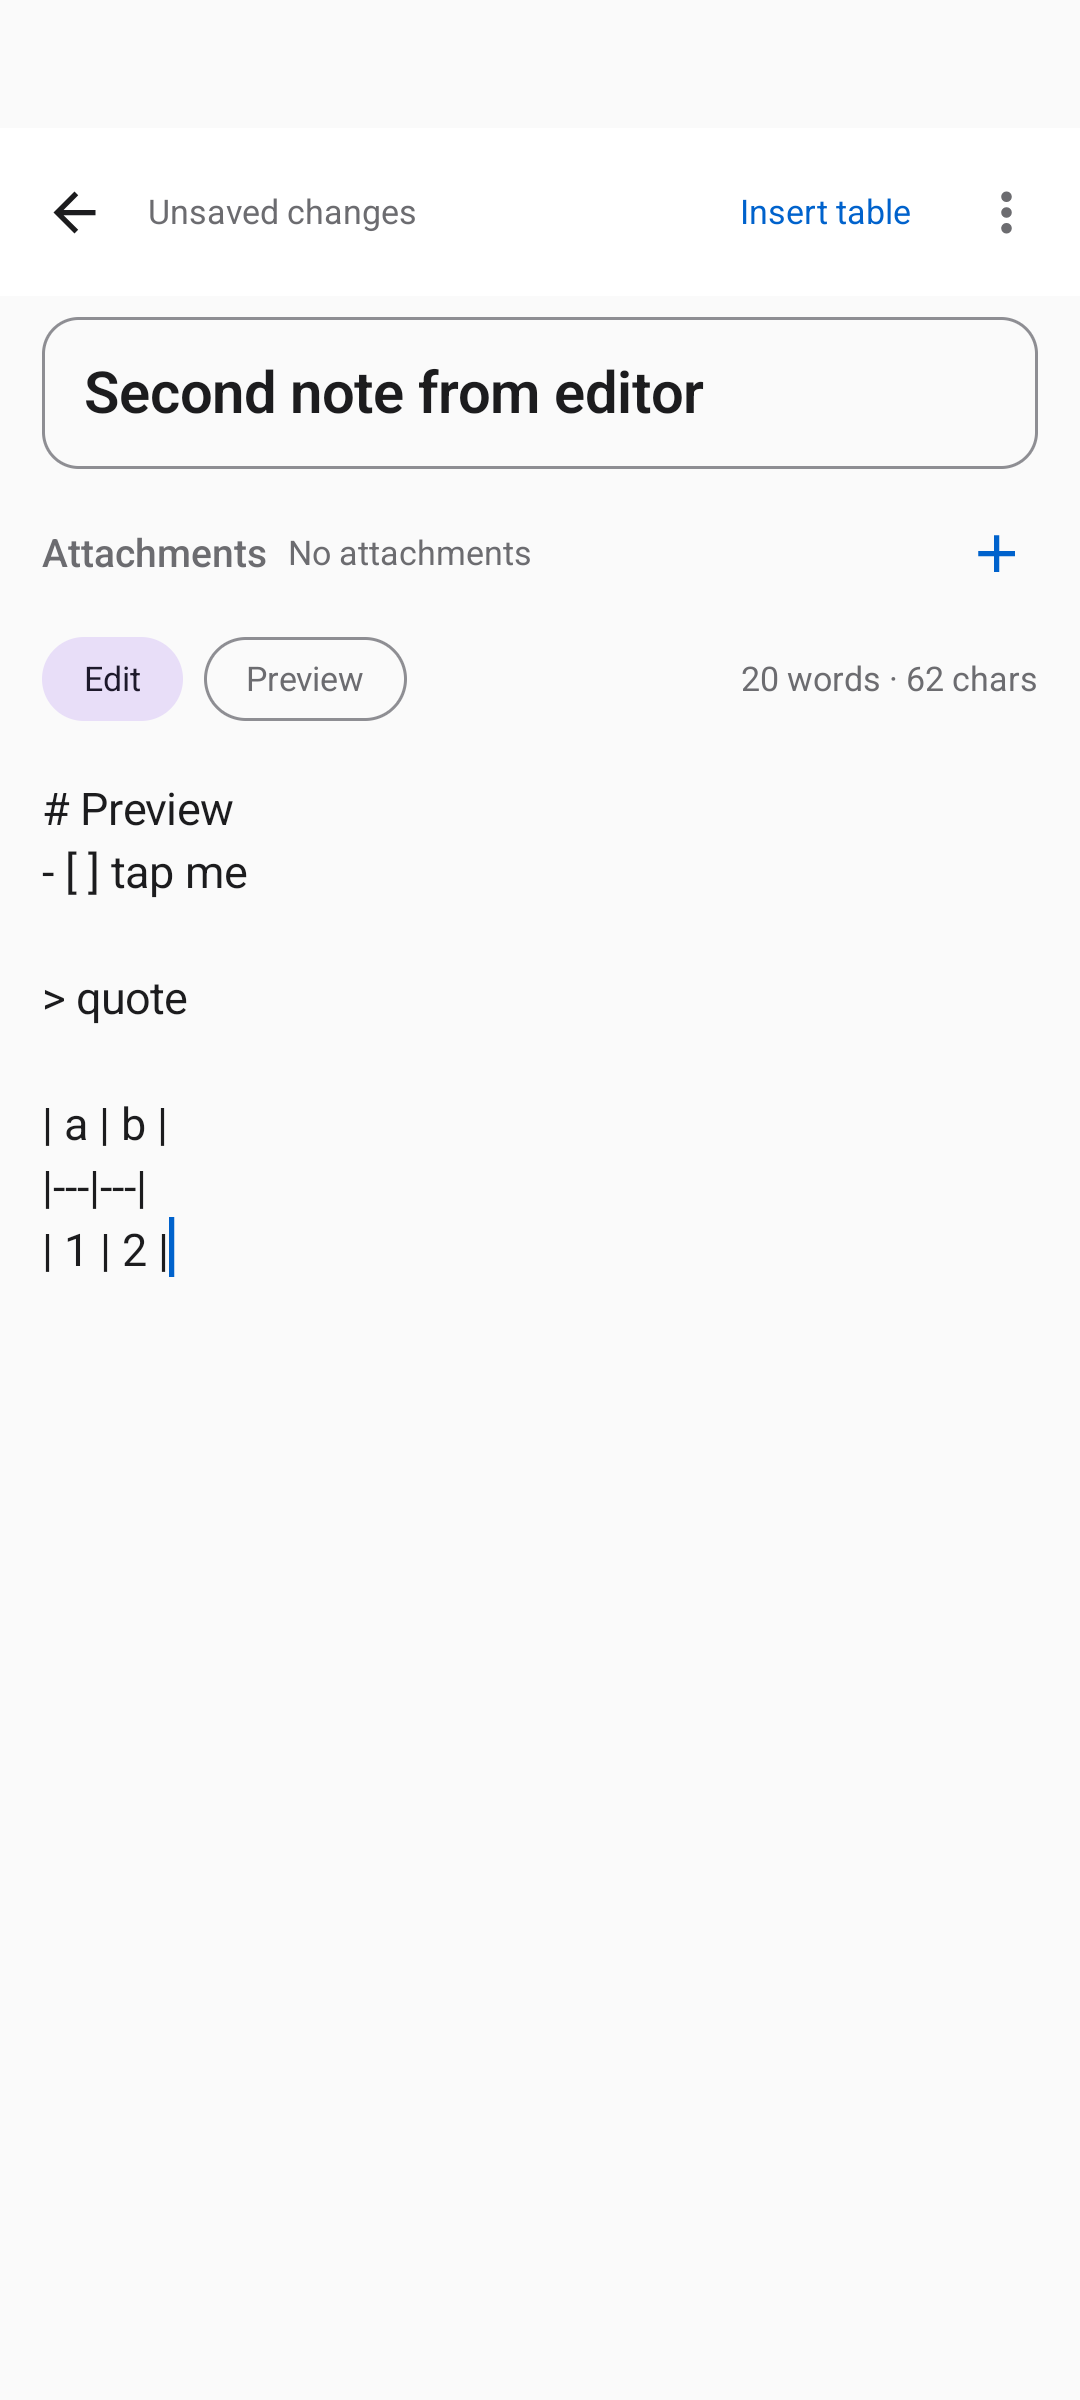 Unsaved changes Insert table
Second note from editor
Attachments No attachments
Edit Preview 20 words · 62 chars
# Preview
- [ ] tap me
> quote
| a | b |
|---|---|
| 1 | 2 |